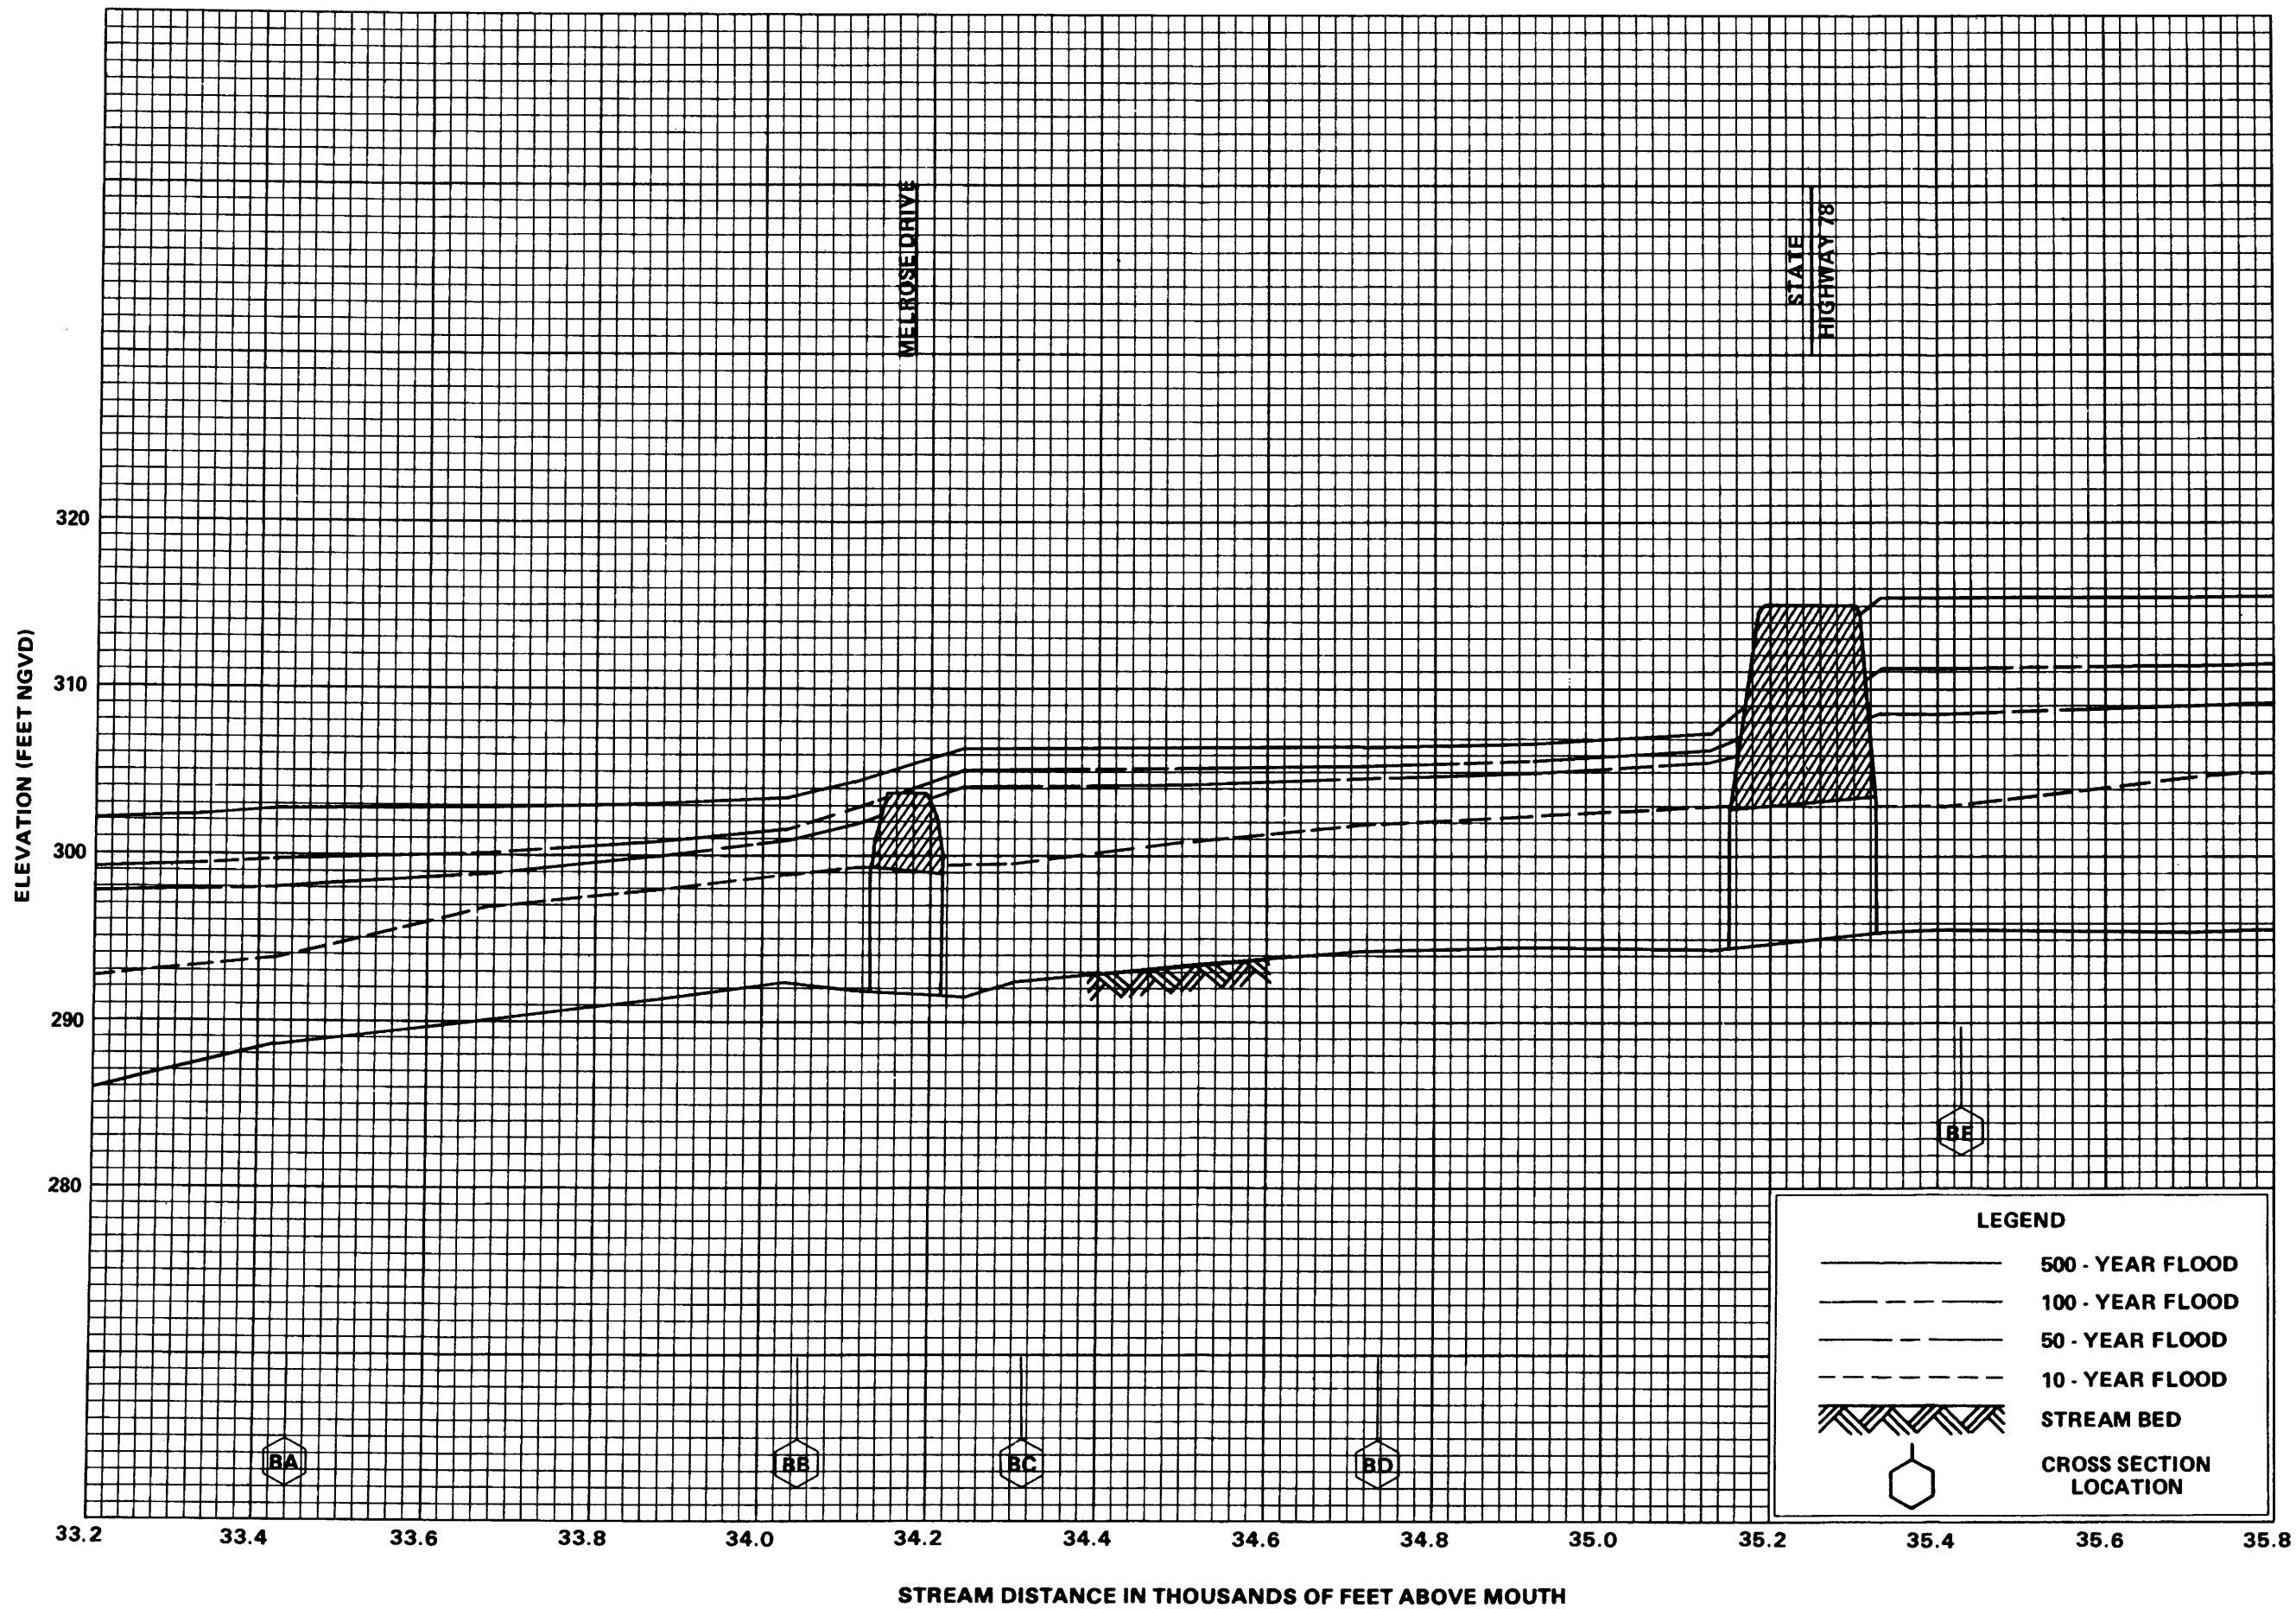 MELROSE DRIVE
STATE
HIGHWAY 78
ELEVATION (FEET NGVD)
320
310
300
290
280
BA
BB
BC
BD
BE
LEGEND
500 - YEAR FLOOD
100 - YEAR FLOOD
50 - YEAR FLOOD
10 - YEAR FLOOD
STREAM BED
CROSS SECTION
LOCATION
33.2 33.4 33.6 33.8 34.0 34.2 34.4 34.6 34.8 35.0 35.2 35.4 35.6 35.8
STREAM DISTANCE IN THOUSANDS OF FEET ABOVE MOUTH